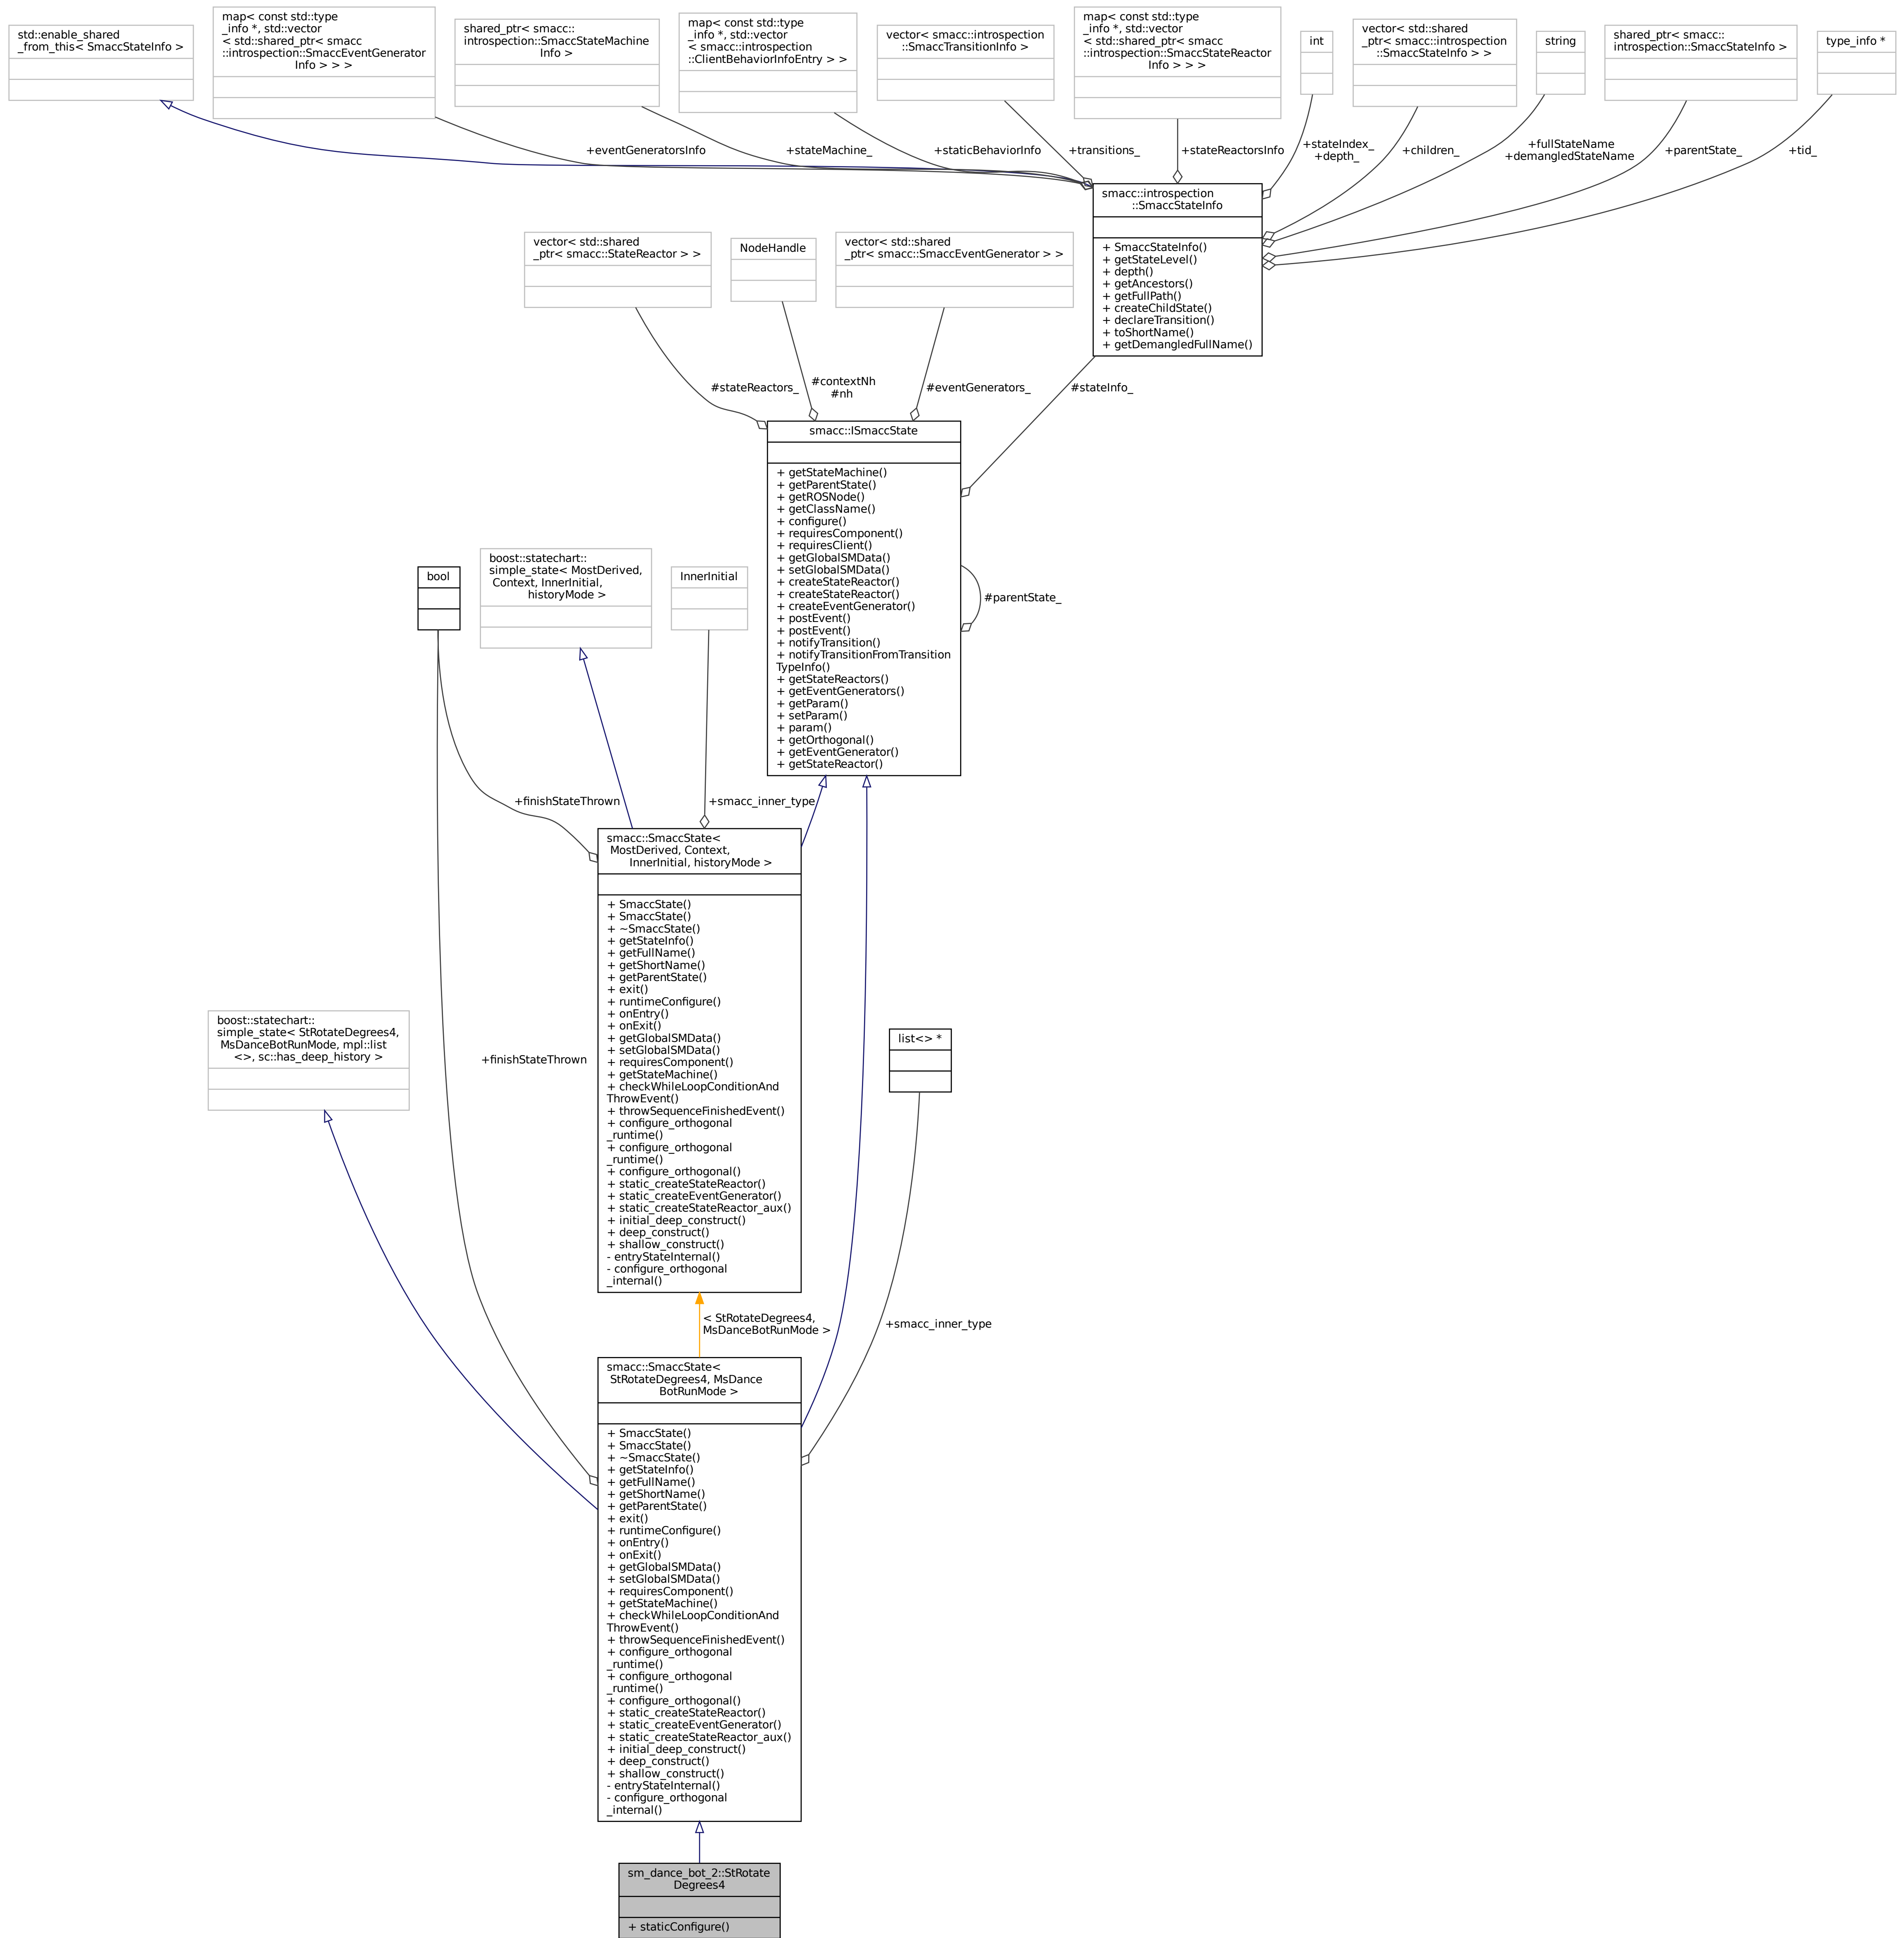 std::enable_shared
_from_this< SmaccStateInfo >
map< const std::type
_info *, std::vector
< std::shared_ptr< smacc
::introspection::SmaccEventGenerator
Info > > >
shared_ptr< smacc::
introspection::SmaccStateMachine
Info >
map< const std::type
_info *, std::vector
< smacc::introspection
::ClientBehaviorInfoEntry > >
vector< smacc::introspection
::SmaccTransitionInfo >
map< const std::type
_info *, std::vector
< std::shared_ptr< smacc
::introspection::SmaccStateReactor
Info > > >
int
vector< std::shared
_ptr< smacc::introspection
::SmaccStateInfo > >
string
shared_ptr< smacc::
introspection::SmaccStateInfo >
type_info *
+eventGeneratorsInfo
+stateMachine_
+staticBehaviorInfo
+transitions_
+stateReactorsInfo
+stateIndex_
+depth_
+children_
+fullStateName
+demangledStateName
+parentState_
+tid_
smacc::introspection
::SmaccStateInfo
+ SmaccStateInfo()
+ getStateLevel()
+ depth()
+ getAncestors()
+ getFullPath()
+ createChildState()
+ declareTransition()
+ toShortName()
+ getDemangledFullName()
vector< std::shared
_ptr< smacc::StateReactor > >
NodeHandle
vector< std::shared
_ptr< smacc::SmaccEventGenerator > >
#stateReactors_
#contextNh
#nh
#eventGenerators_
#stateInfo_
smacc::ISmaccState
+ getStateMachine()
+ getParentState()
+ getROSNode()
+ getClassName()
+ configure()
+ requiresComponent()
+ requiresClient()
+ getGlobalSMData()
+ setGlobalSMData()
+ createStateReactor()
+ createStateReactor()
+ createEventGenerator()
+ postEvent()
+ postEvent()
+ notifyTransition()
+ notifyTransitionFromTransition
TypeInfo()
+ getStateReactors()
+ getEventGenerators()
+ getParam()
+ setParam()
+ param()
+ getOrthogonal()
+ getEventGenerator()
+ getStateReactor()
#parentState_
bool
boost::statechart::
simple_state< MostDerived,
Context, InnerInitial,
historyMode >
InnerInitial
+finishStateThrown
+smacc_inner_type
smacc::SmaccState<
MostDerived, Context,
InnerInitial, historyMode >
+ SmaccState()
+ SmaccState()
+ ~SmaccState()
+ getStateInfo()
+ getFullName()
+ getShortName()
+ getParentState()
+ exit()
+ runtimeConfigure()
+ onEntry()
+ onExit()
+ getGlobalSMData()
+ setGlobalSMData()
+ requiresComponent()
+ getStateMachine()
+ checkWhileLoopConditionAnd
ThrowEvent()
+ throwSequenceFinishedEvent()
+ configure_orthogonal
_runtime()
+ configure_orthogonal
_runtime()
+ configure_orthogonal()
+ static_createStateReactor()
+ static_createEventGenerator()
+ static_createStateReactor_aux()
+ initial_deep_construct()
+ deep_construct()
+ shallow_construct()
- entryStateInternal()
- configure_orthogonal
_internal()
boost::statechart::
simple_state< StRotateDegrees4,
MsDanceBotRunMode, mpl::list
<>, sc::has_deep_history >
+finishStateThrown
list<> *
< StRotateDegrees4,
MsDanceBotRunMode >
+smacc_inner_type
smacc::SmaccState<
StRotateDegrees4, MsDance
BotRunMode >
+ SmaccState()
+ SmaccState()
+ ~SmaccState()
+ getStateInfo()
+ getFullName()
+ getShortName()
+ getParentState()
+ exit()
+ runtimeConfigure()
+ onEntry()
+ onExit()
+ getGlobalSMData()
+ setGlobalSMData()
+ requiresComponent()
+ getStateMachine()
+ checkWhileLoopConditionAnd
ThrowEvent()
+ throwSequenceFinishedEvent()
+ configure_orthogonal
_runtime()
+ configure_orthogonal
_runtime()
+ configure_orthogonal()
+ static_createStateReactor()
+ static_createEventGenerator()
+ static_createStateReactor_aux()
+ initial_deep_construct()
+ deep_construct()
+ shallow_construct()
- entryStateInternal()
- configure_orthogonal
_internal()
sm_dance_bot_2::StRotate
Degrees4
+ staticConfigure()